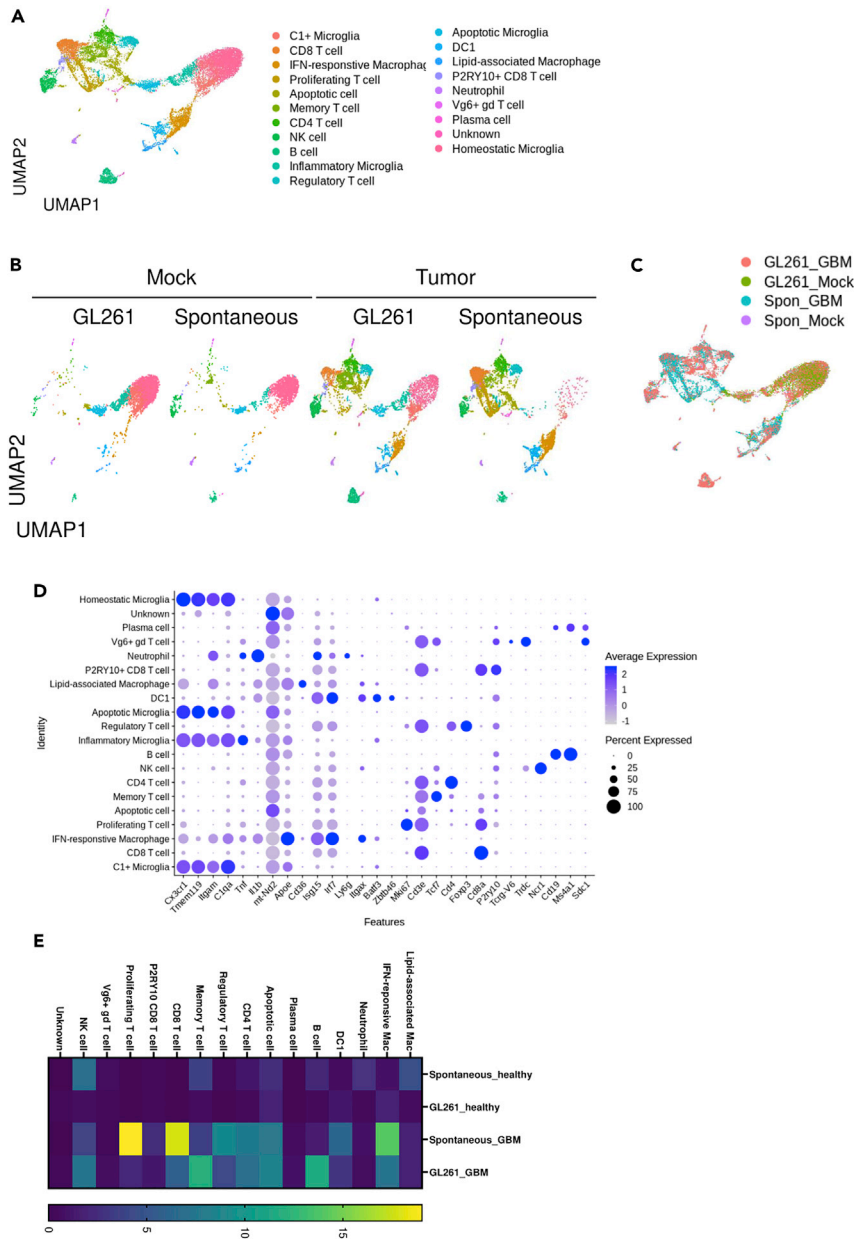 A
C1+ Microglia
CD8 T cell
IFN-responstive Macrophag
Proliferating T cell
Apoptotic cell
Memory T cell
CD4 T cell
NK cell
B cell
Inflammatory Microglia
Regulatory T cell
Apoptotic Microglia
DC1
Lipid-associated Macrophage
P2RY10+ CD8 T cell
Neutrophil
Vg6+ gd T cell
Plasma cell
Unknown
Homeostatic Microglia
UMAP2
UMAP1
B
Mock
Tumor
GL261
Spontaneous
GL261
Spontaneous
UMAP2
UMAP1
C
GL261_GBM
GL261_Mock
Spon_GBM
Spon_Mock
D
Identity
Homeostatic Microglia
Unknown
Plasma cell
Vg6+ gd T cell
Neutrophil
P2RY10+ CD8 T cell
Lipid-associated Macrophage
DC1
Apoptotic Microglia
Regulatory T cell
Inflammatory Microglia
B cell
NK cell
CD4 T cell
Memory T cell
Apoptotic cell
Proliferating T cell
IFN-responstive Macrophage
CD8 T cell
C1+ Microglia
Cx3cr1
Tmem119
Itgam
C1qa
Tnf
Il1b
mt-Nd2
Apoe
Cd36
Isg15
Irf7
Ly6g
Itgax
Batf3
Zbtb46
Mki67
Cd3e
Tcf7
Cd4
Foxp3
Cd8a
P2ry10
Tcrg-V6
Trdc
Ncr1
Cd19
Ms4a1
Sdc1
Features
Average Expression
2
1
0
-1
Percent Expressed
0
25
50
75
100
E
Unknown
NK cell
Vg6+ gd T cell
Proliferating T cell
P2RY10 CD8 T cell
CD8 T cell
Memory T cell
Regulatory T cell
CD4 T cell
Apoptotic cell
Plasma cell
B cell
DC1
Neutrophil
IFN-reponsive Mac
Lipid-associated Mac
Spontaneous_healthy
GL261_healthy
Spontaneous_GBM
GL261_GBM
0
5
10
15